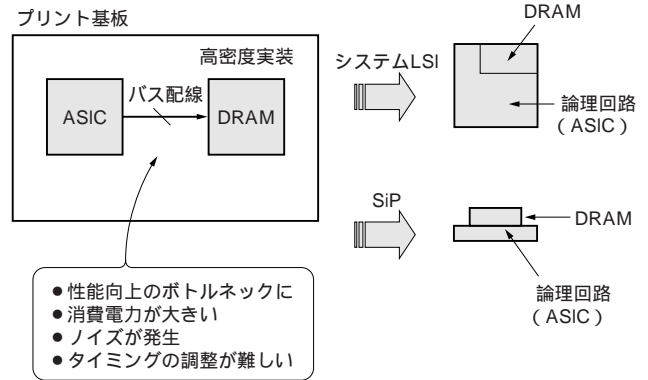 プリント基板
高密度実装
ASIC
バス配線
DRAM
●性能向上のボトルネックに
●消費電力が大きい
●ノイズが発生
●タイミングの調整が難しい
システムLSI
DRAM
論理回路
(ASIC)
SiP
DRAM
論理回路
(ASIC)